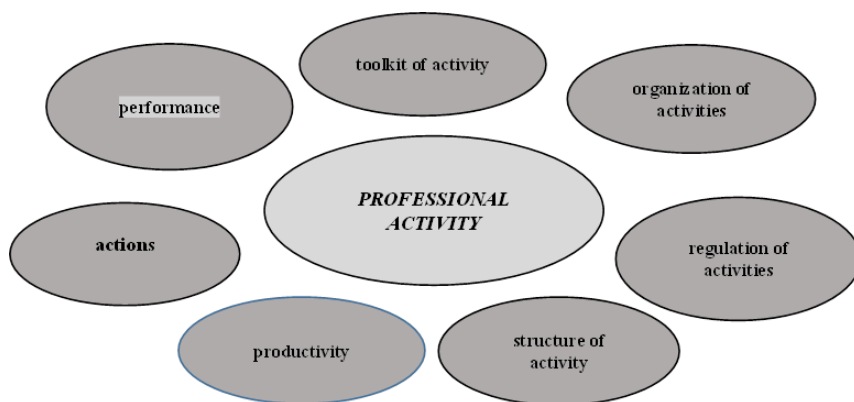 toolkit of activity
performance
organization of
activities
PROFESSIONAL
ACTIVITY
actions
regulation of
activities
productivity
structure of
activity